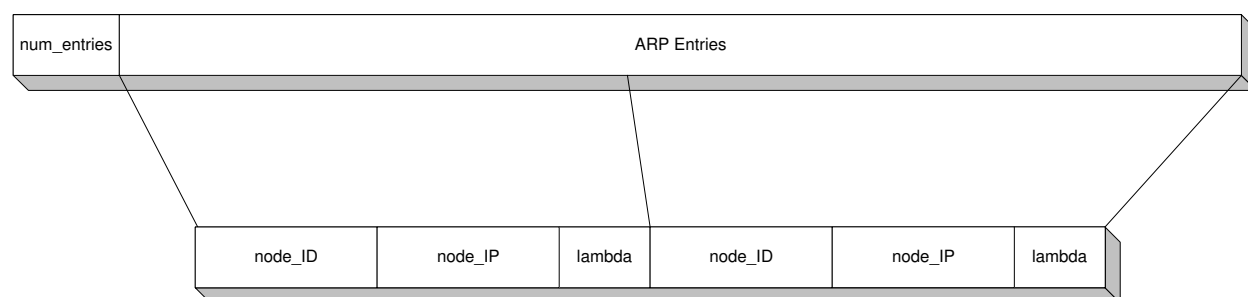 num_entries ARP Entries
node_ID node_IP lambda node_ID node_IP lambda